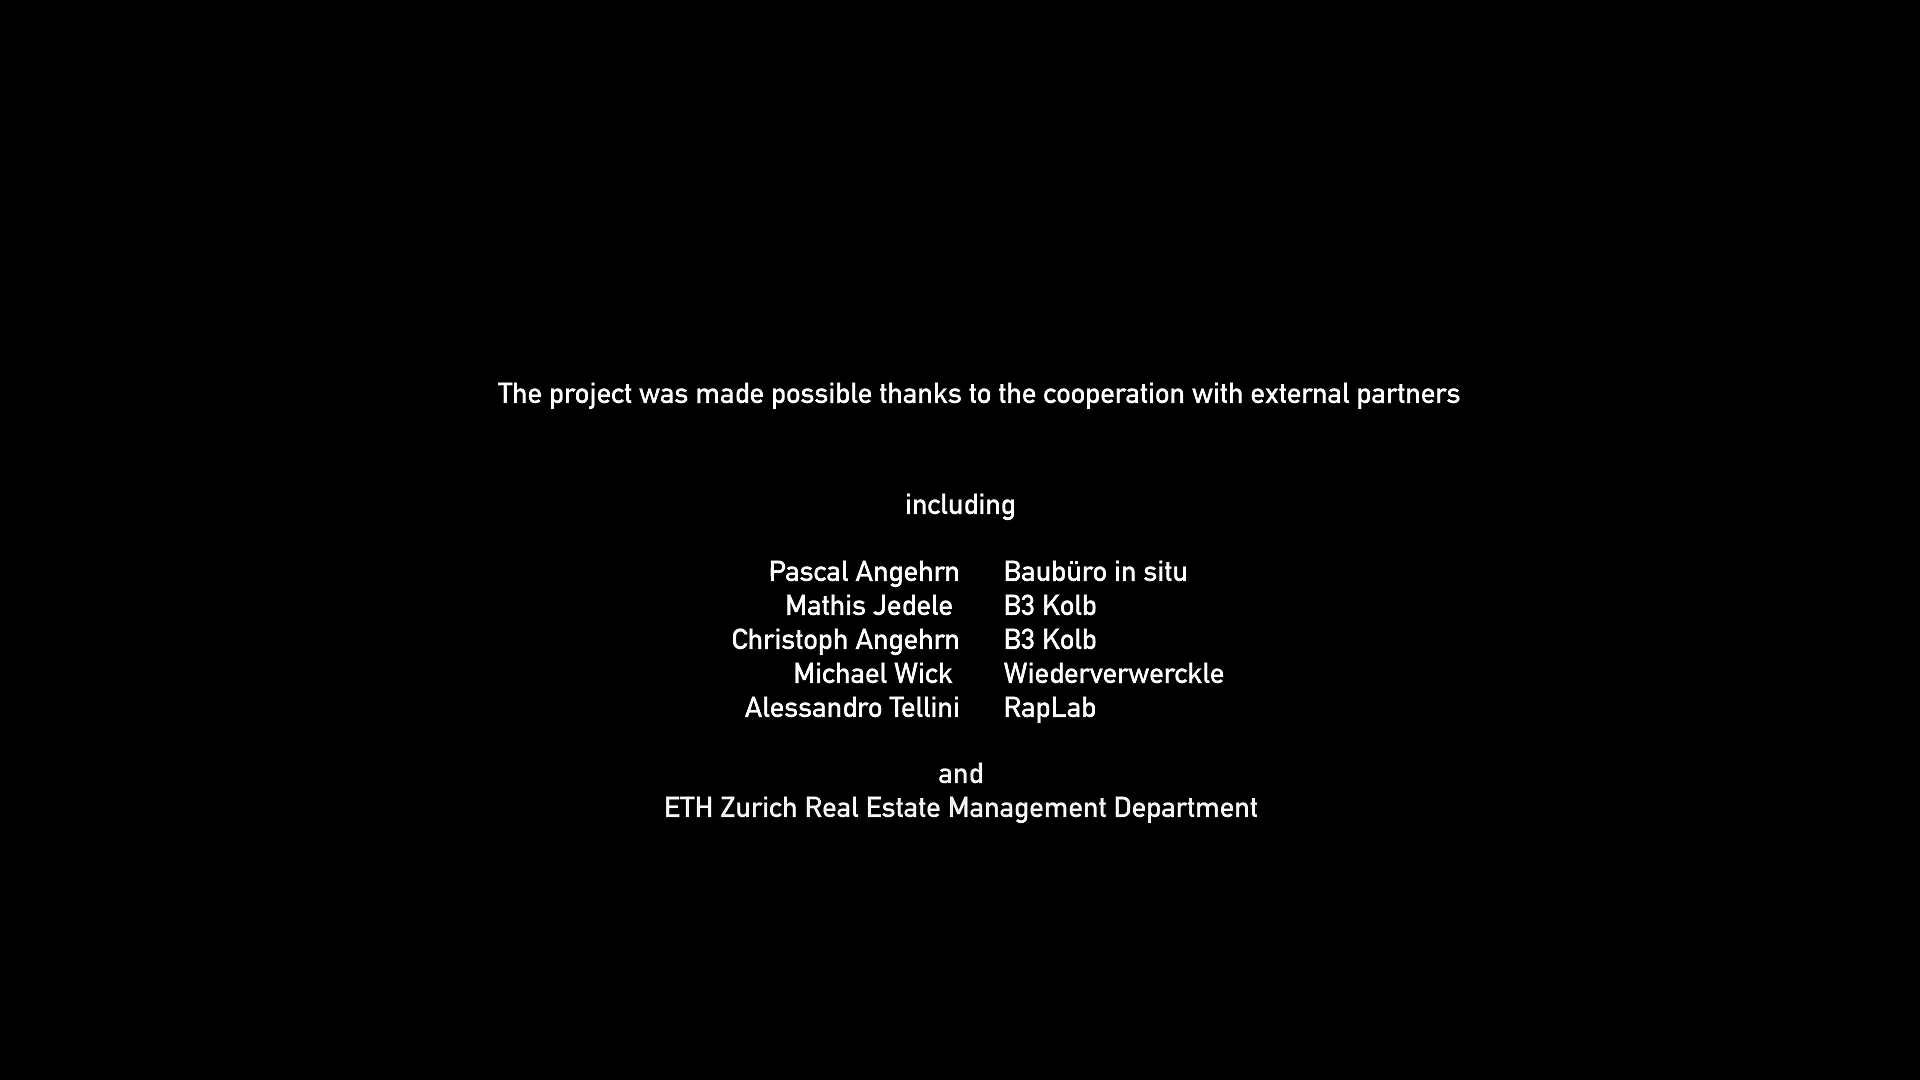 The project was made possible thanks to the cooperation with external partners
including
Pascal Angehrn Baubüro in situ
Mathis Jedele B3 Kolb
Christoph Angehrn B3 Kolb
Michael Wick Wiederverwerckle
Alessandro Tellini RapLab
and
ETH Zurich Real Estate Management Department